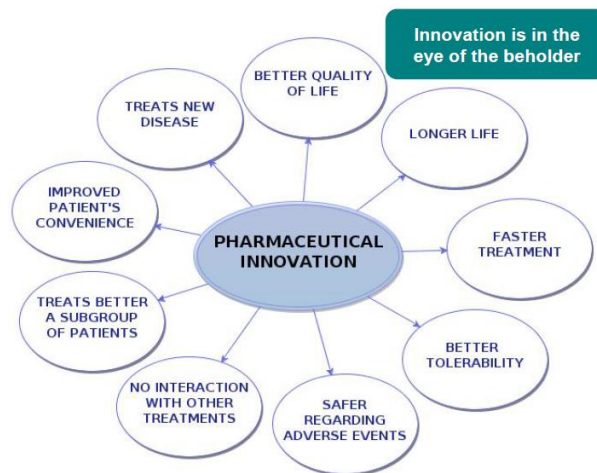 Innovation is in the
eye of the beholder
BETTER QUALITY
OF LIFE
TREATS NEW
DISEASE
LONGER LIFE
IMPROVED
PATIENT'S
CONVENIENCE
PHARMACEUTICAL
INNOVATION
FASTER
TREATMENT
TREATS BETTER
A SUBGROUP
OF PATIENTS
BETTER
TOLERABILITY
NO INTERACTION
WITH OTHER
TREATMENTS
SAFER
REGARDING
ADVERSE EVENTS